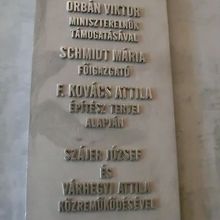 ORBÁN VIKTOR
MINISZTERELNÖK
TÁMOGATÁSÁVAL
SCHMIDT MÁRIA
FŐIGAZGATÓ
F. KOVÁCS ATTILA
ÉPÍTÉSZ TERVEI
ALAPJÁN
SZÁJER JÓZSEF
ÉS
VÁRHEGYI ATTILA
KÖZREMŰKÖDÉSÉVEL